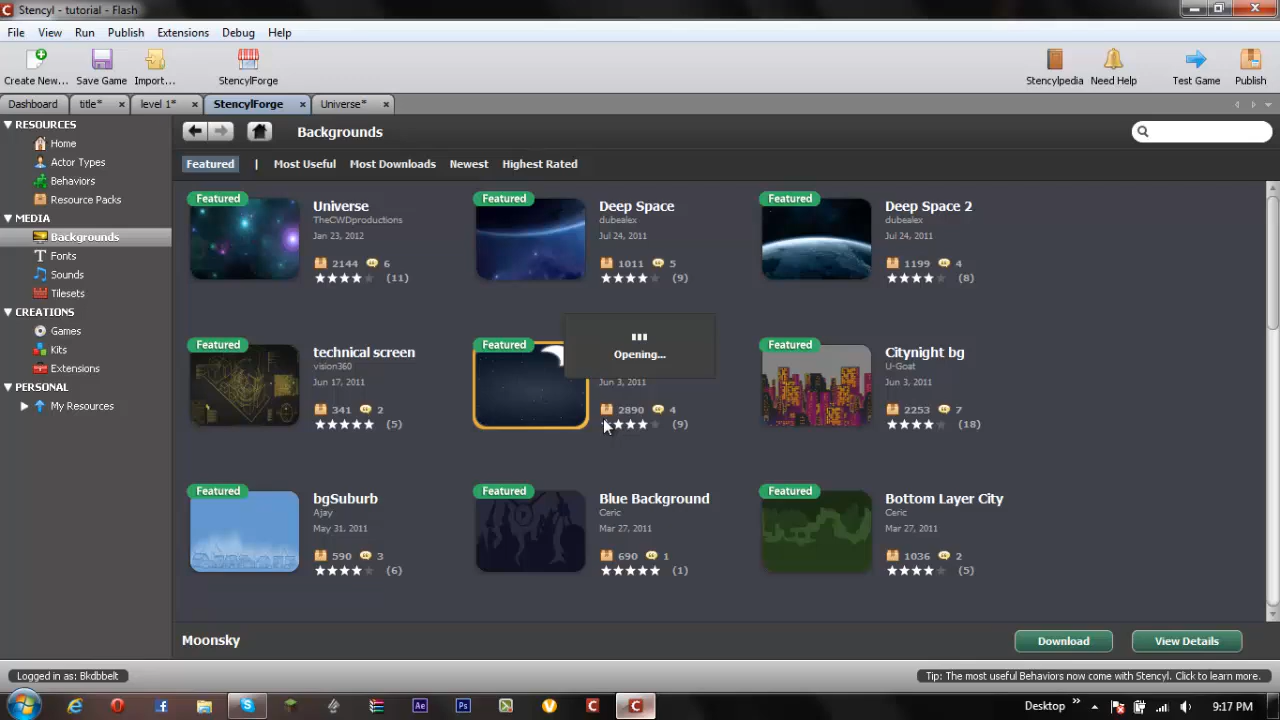 Stencyl - tutorial - Flash
File View Run Publish Extensions Debug Help
Create New... Save Game Import... StencylForge Stencylpedia Need Help Test Game Publish
Dashboard title* level 1* StencylForge Universe*
RESOURCES
Home
Actor Types
Behaviors
Resource Packs
MEDIA
Backgrounds
Fonts
Sounds
Tilesets
CREATIONS
Games
Kits
Extensions
PERSONAL
My Resources
Backgrounds
Featured | Most Useful Most Downloads Newest Highest Rated
Featured
Universe
TheCWDproductions
Jan 23, 2012
2144 6
(11)
Featured
Deep Space
dubealex
Jul 24, 2011
1011 5
(9)
Featured
Deep Space 2
dubealex
Jul 24, 2011
1199 4
(8)
Featured
technical screen
vision360
Jun 17, 2011
341 2
(5)
Featured
Opening...
Jun 3, 2011
2890 4
(9)
Featured
Citynight bg
U-Goat
Jun 3, 2011
2253 7
(18)
Featured
bgSuburb
Ajay
May 31, 2011
590 3
(6)
Featured
Blue Background
Ceric
Mar 27, 2011
690 1
(1)
Featured
Bottom Layer City
Ceric
Mar 27, 2011
1036 2
(5)
Moonsky Download View Details
Logged in as: Bkdbbelt Tip: The most useful Behaviors now come with Stencyl. Click to learn more.
Desktop 9:17 PM